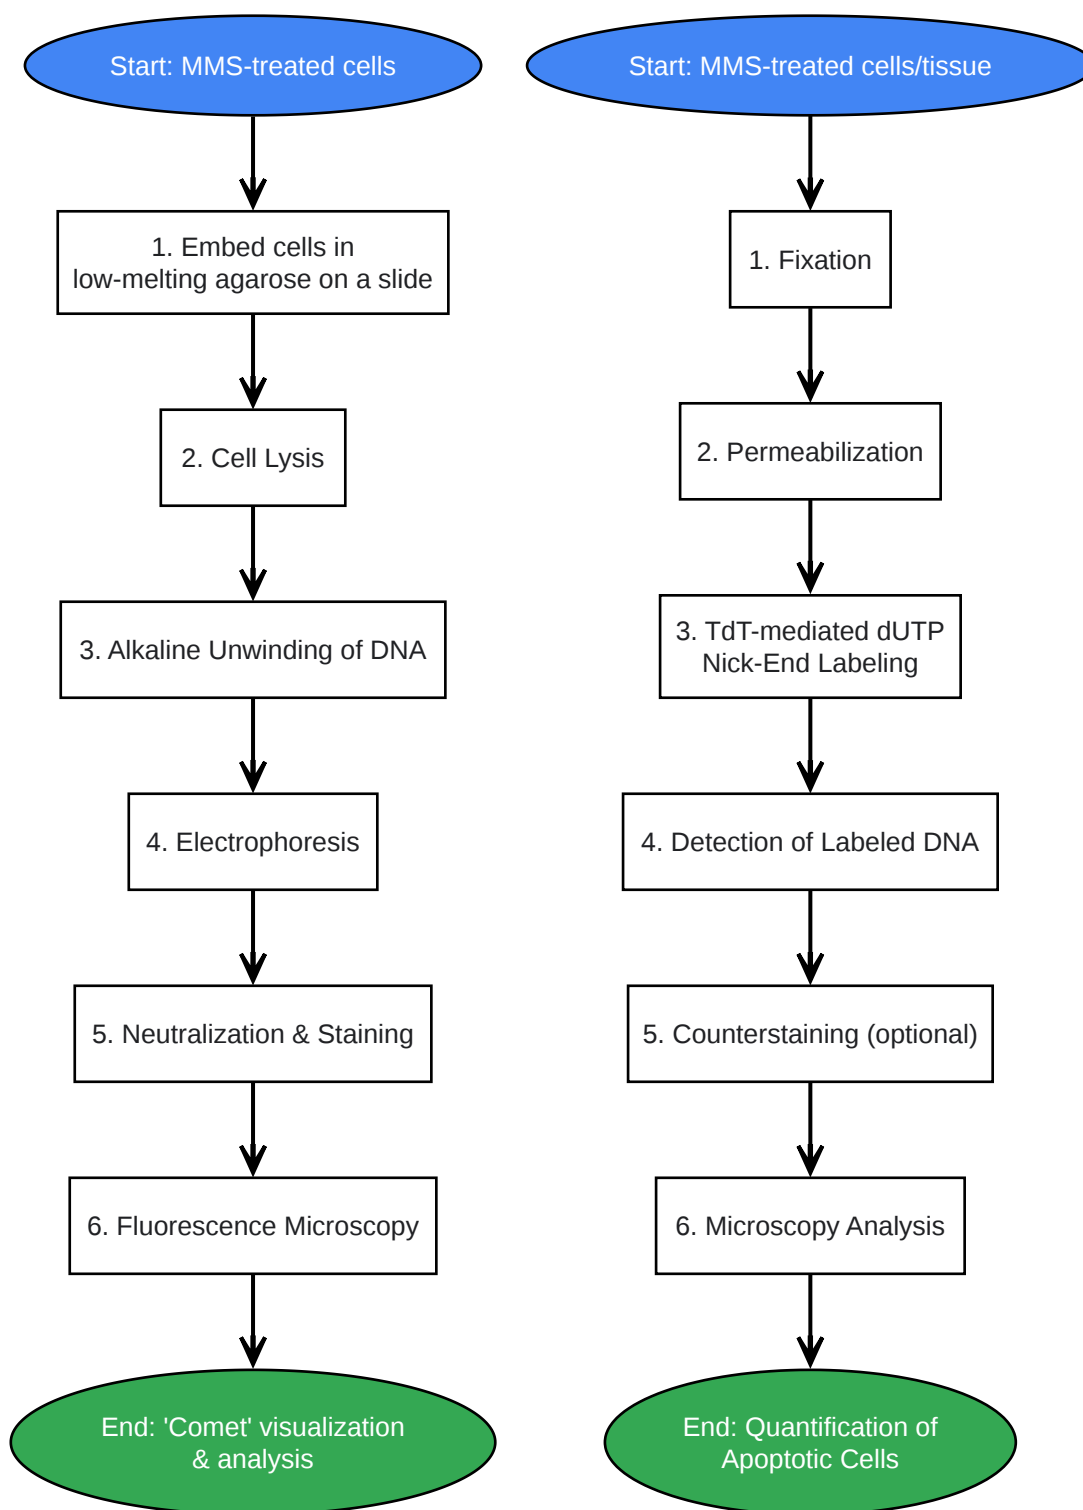 Start: MMS-treated cells
1. Embed cells in
low-melting agarose on a slide
2. Cell Lysis
3. Alkaline Unwinding of DNA
4. Electrophoresis
5. Neutralization & Staining
6. Fluorescence Microscopy
End: 'Comet' visualization
& analysis
Start: MMS-treated cells/tissue
1. Fixation
2. Permeabilization
3. TdT-mediated dUTP
Nick-End Labeling
4. Detection of Labeled DNA
5. Counterstaining (optional)
6. Microscopy Analysis
End: Quantification of
Apoptotic Cells